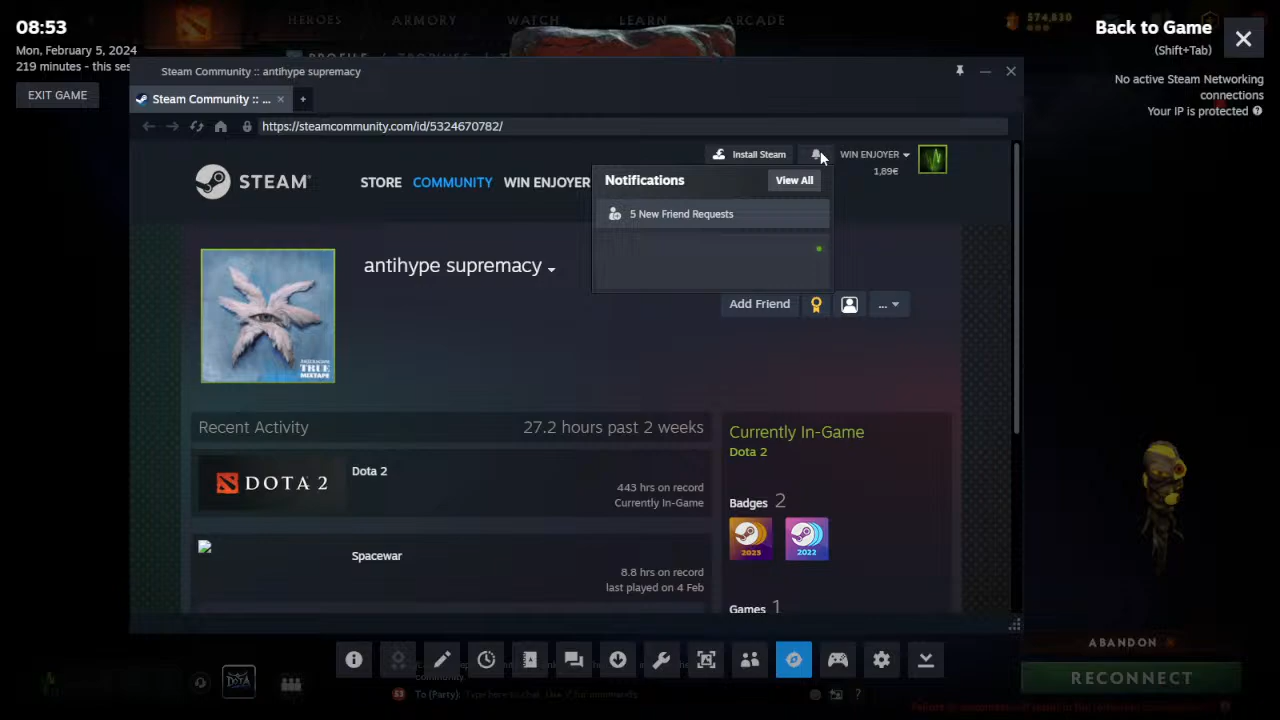 08:53
Mon, February 5, 2024
219 minutes - this ses
EXIT GAME
HEROES ARMORY WATCH LEARN ARCADE
574,830
PROFILE
Back to Game
(Shift+Tab)
No active Steam Networking
connections
Your IP is protected
Steam Community :: antihype supremacy
Steam Community :: ...
https://steamcommunity.com/id/5324670782/
Install Steam
WIN ENJOYER
1,89€
STEAM
STORE COMMUNITY WIN ENJOYER
Notifications
View All
5 New Friend Requests
antihype supremacy
Add Friend
...
TRUE
MIXTAPE
Recent Activity 27.2 hours past 2 weeks
DOTA 2
Dota 2
443 hrs on record
Currently In-Game
Spacewar
8.8 hrs on record
last played on 4 Feb
Currently In-Game
Dota 2
Badges 2
2023 2022
Games 1
ABANDON
RECONNECT
To (Party):